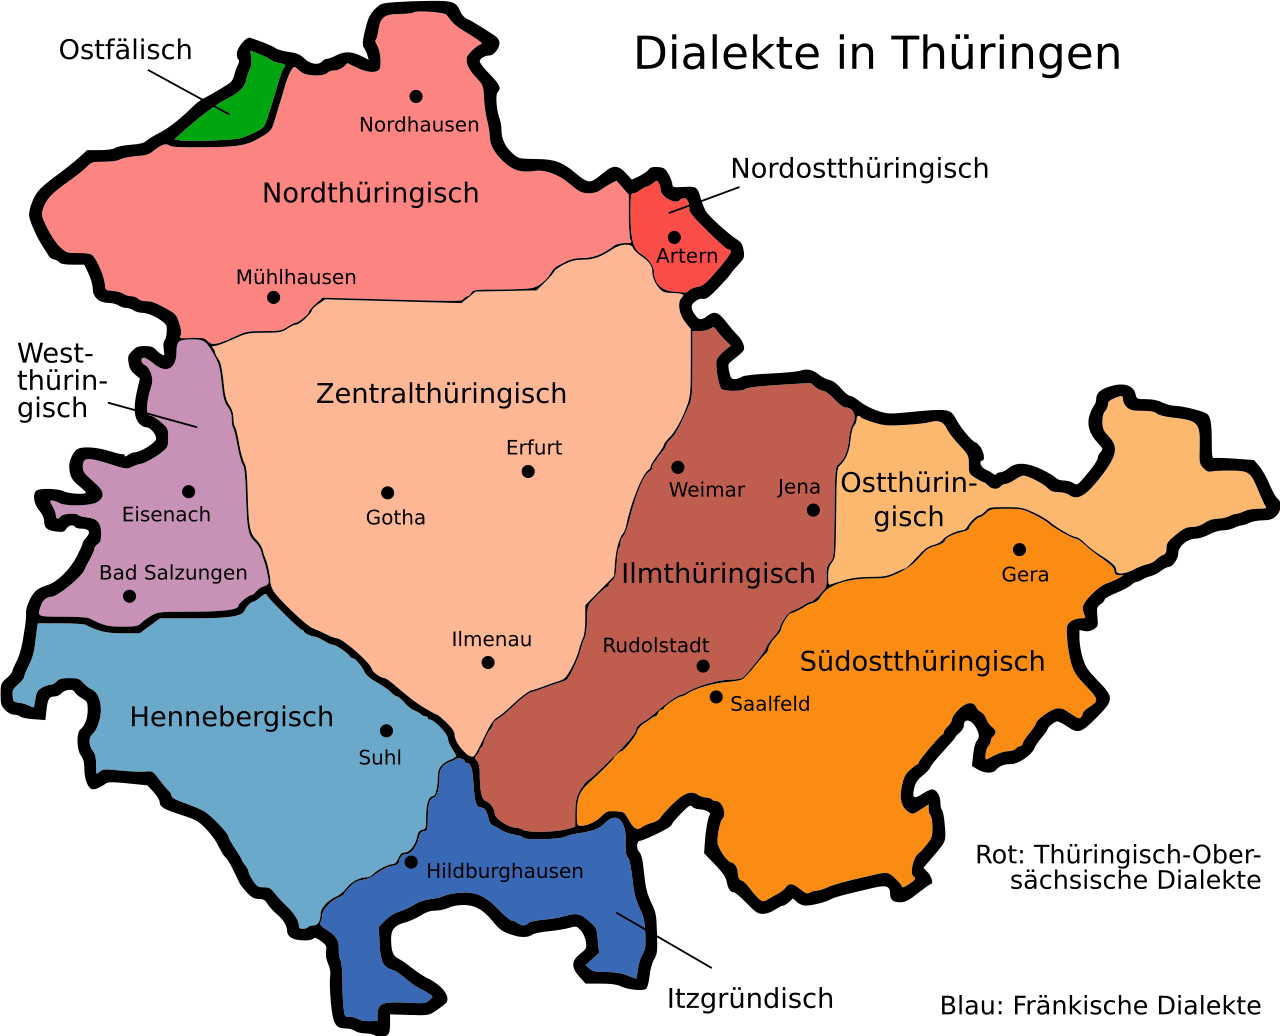 Dialekte in Thüringen
Ostfälisch
Nordhausen
Nordostthüringisch
Nordthüringisch
Artern
Mühlhausen
West-
thürin-
gisch
Zentralthüringisch
Erfurt
Weimar
Jena
Ostthürin-
gisch
Eisenach
Gotha
Bad Salzungen
Ilmthüringisch
Gera
Ilmenau
Rudolstadt
Südostthüringisch
Saalfeld
Hennebergisch
Suhl
Hildburghausen
Rot: Thüringisch-Ober-
sächsische Dialekte
Itzgründisch
Blau: Fränkische Dialekte